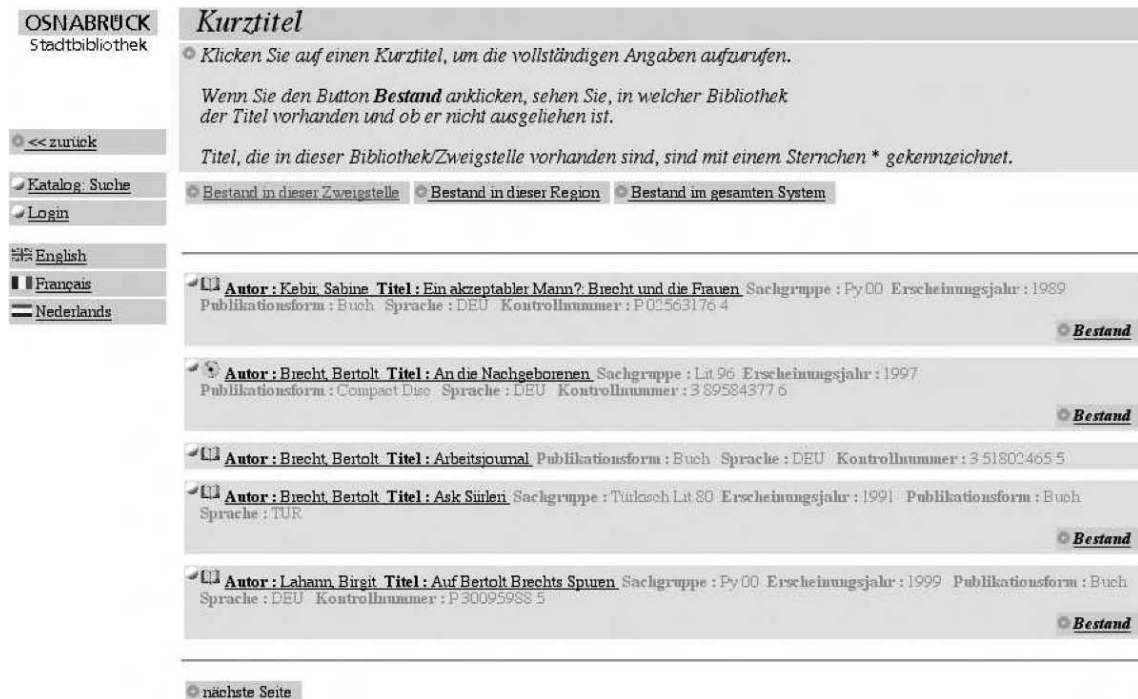 OSNABRÜCK
Stadtbibliothek
<< zurück
Katalog: Suche
Login
English
Français
Nederlands
Kurztitel
Klicken Sie auf einen Kurztitel, um die vollständigen Angaben aufzurufen.
Wenn Sie den Button Bestand anklicken, sehen Sie, in welcher Bibliothek
der Titel vorhanden und ob er nicht ausgeliehen ist.
Titel, die in dieser Bibliothek/Zweigstelle vorhanden sind, sind mit einem Sternchen * gekennzeichnet.
Bestand in dieser Zweigstelle Bestand in dieser Region Bestand im gesamten System
Autor : Kebir, Sabine Titel : Ein akzeptabler Mann?: Brecht und die Frauen Sachgruppe : Py 00 Erscheinungsjahr : 1989
Publikationsform : Buch Sprache : DEU Kontrollnummer : P 02563176 4
Bestand
Autor : Brecht, Bertolt Titel : An die Nachgeborenen Sachgruppe : Lit 96 Erscheinungsjahr : 1997
Publikationsform : Compact Disc Sprache : DEU Kontrollnummer : 3 89584377 6
Bestand
Autor : Brecht, Bertolt Titel : Arbeitsjournal Publikationsform : Buch Sprache : DEU Kontrollnummer : 3 51802465 5
Autor : Brecht, Bertolt Titel : Ask Siirleri Sachgruppe : Türkisch Lit 80 Erscheinungsjahr : 1991 Publikationsform : Buch
Sprache : TUR
Bestand
Autor : Lahann, Birgit Titel : Auf Bertolt Brechts Spuren Sachgruppe : Py 00 Erscheinungsjahr : 1999 Publikationsform : Buch
Sprache : DEU Kontrollnummer : P 30095988 5
Bestand
nächste Seite